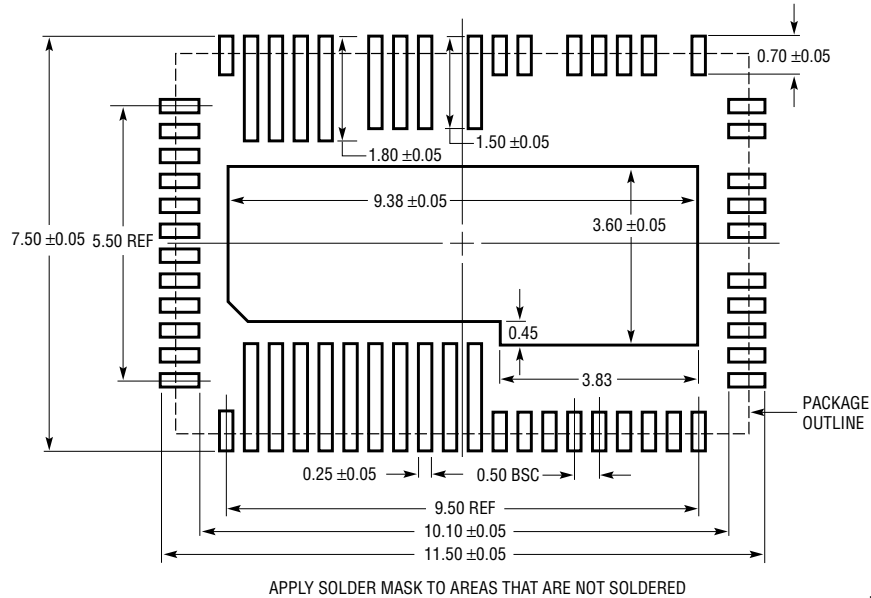 0.70 ±0.05
1.50 ±0.05
1.80 ±0.05
9.38 ±0.05
3.60 ±0.05
7.50 ±0.05
5.50 REF
0.45
3.83
PACKAGE
OUTLINE
0.25 ±0.05
0.50 BSC
9.50 REF
10.10 ±0.05
11.50 ±0.05
APPLY SOLDER MASK TO AREAS THAT ARE NOT SOLDERED